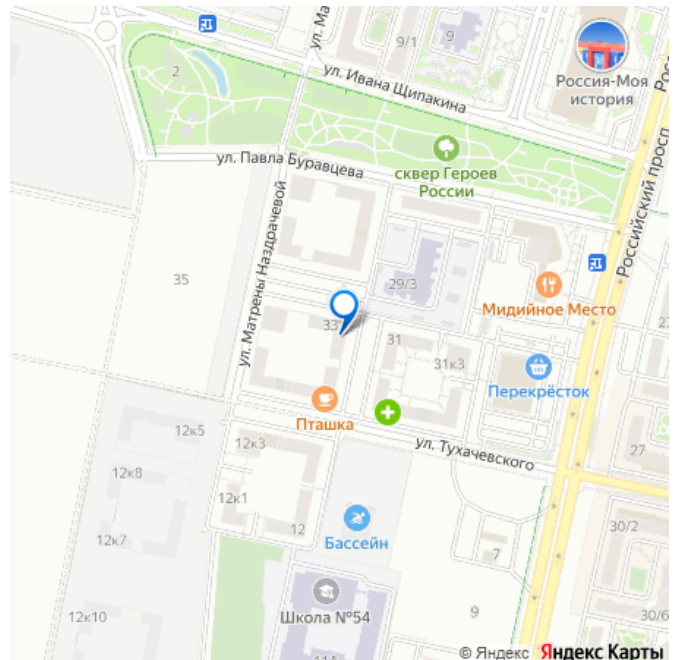 ул. Ма
9/1
9
2
ул. Ивана Щипакина
Россия-Моя
история
Рос
ул. Павла Буравцева
сквер Героев
России
Российский просп.
ул. Матрены Наздрачевой
35
29/3
Мидийное Место
33
31
31к3
Перекрёсток
Пташка
ул. Тухачевского
12к5
12к3
27
12к8
12к1
12
30/2
12к7
Бассейн
7
Школа №54
12к10
9
30/6
© Яндекс Яндекс Карты